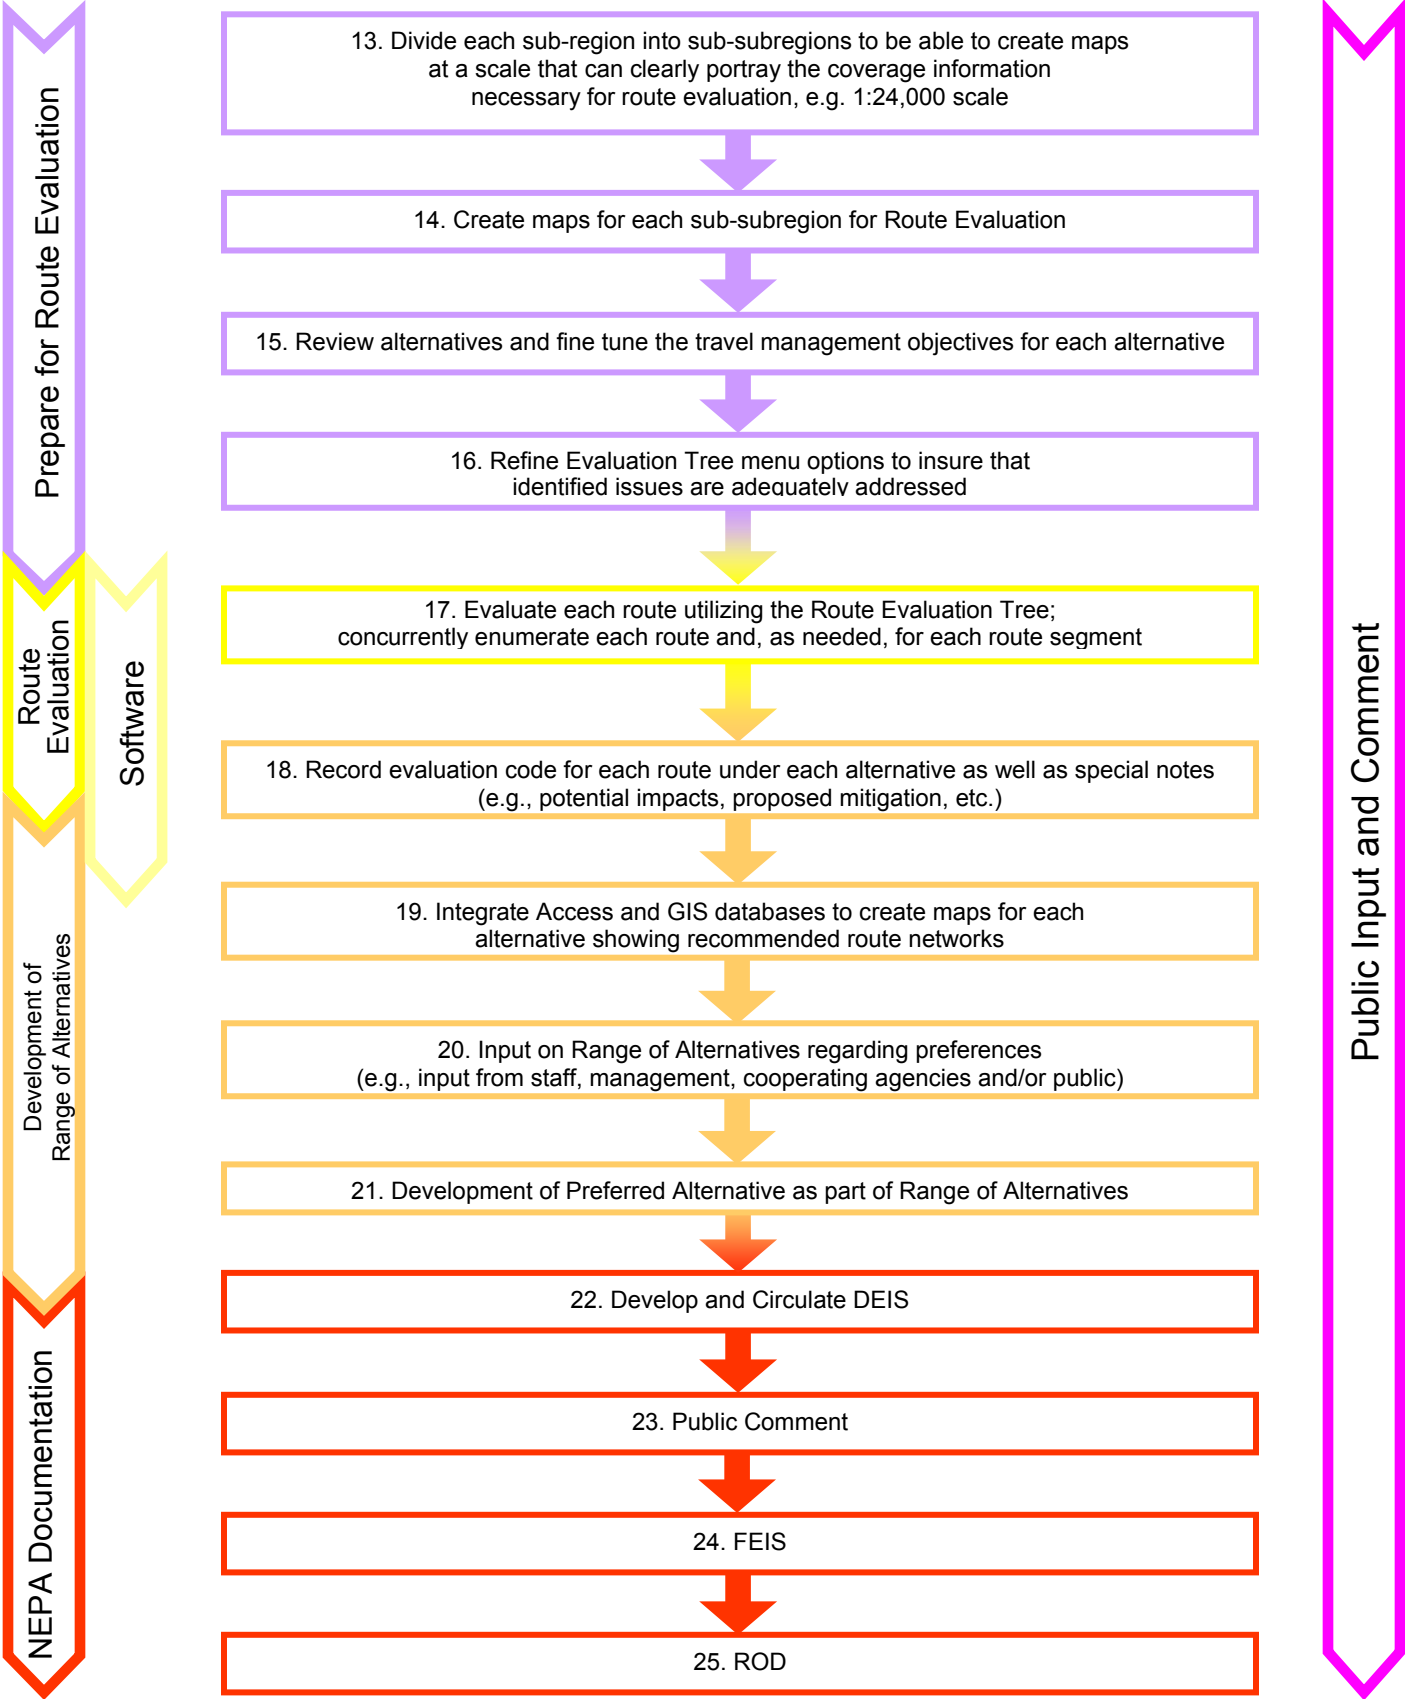 13. Divide each sub-region into sub-subregions to be able to create maps
at a scale that can clearly portray the coverage information
necessary for route evaluation, e.g. 1:24,000 scale
14. Create maps for each sub-subregion for Route Evaluation
15. Review alternatives and fine tune the travel management objectives for each alternative
16. Refine Evaluation Tree menu options to insure that
identified issues are adequately addressed
17. Evaluate each route utilizing the Route Evaluation Tree;
concurrently enumerate each route and, as needed, for each route segment
18. Record evaluation code for each route under each alternative as well as special notes
(e.g., potential impacts, proposed mitigation, etc.)
19. Integrate Access and GIS databases to create maps for each
alternative showing recommended route networks
20. Input on Range of Alternatives regarding preferences
(e.g., input from staff, management, cooperating agencies and/or public)
21. Development of Preferred Alternative as part of Range of Alternatives
22. Develop and Circulate DEIS
23. Public Comment
24. FEIS
25. ROD
Prepare for Route Evaluation
Route
Evaluation
Software
Development of
Range of Alternatives
NEPA Documentation
Public Input and Comment